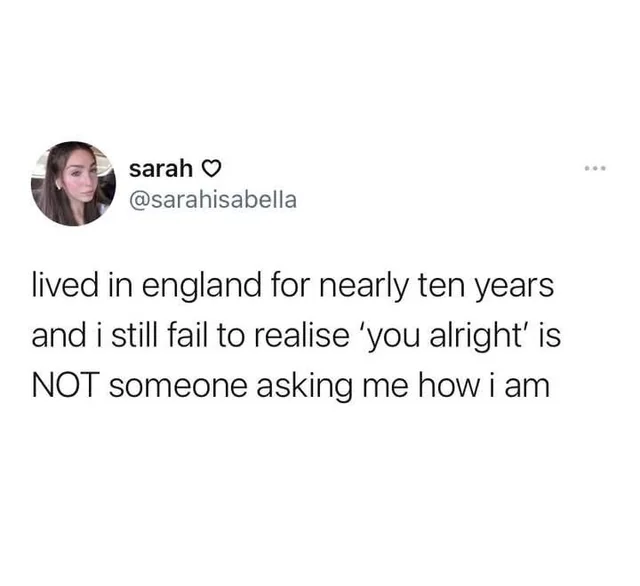 sarah ♡
@sarahisabella
lived in england for nearly ten years
and i still fail to realise ‘you alright’ is
NOT someone asking me how i am